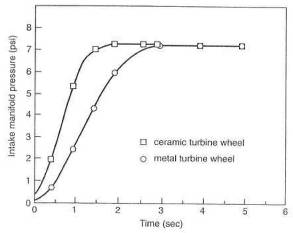 Intake manifold pressure (psi)
8
7
6
5
4
3
2
1
0
ceramic turbine wheel
metal turbine wheel
0 1 2 3 4 5 6
Time (sec)